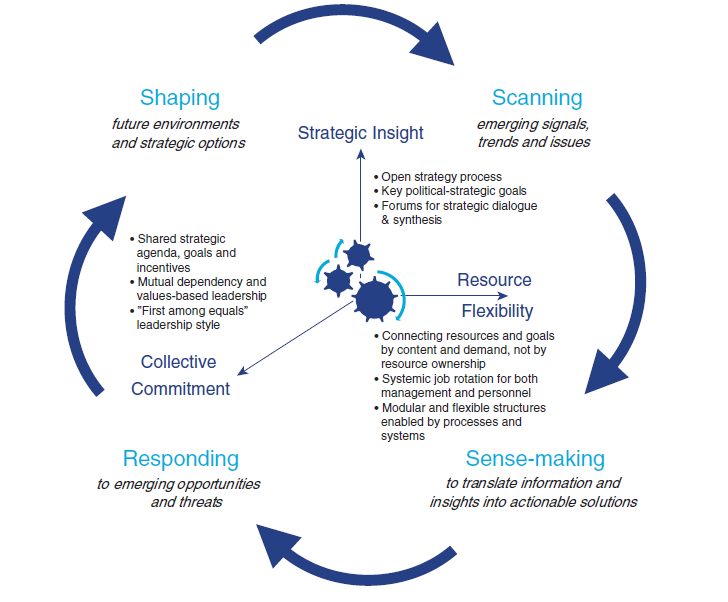 Shaping
future environments
and strategic options
Scanning
emerging signals,
trends and issues
Strategic Insight
• Open strategy process
• Key political-strategic goals
• Forums for strategic dialogue
& synthesis
• Shared strategic
agenda, goals and
incentives
• Mutual dependency and
values-based leadership
• ”First among equals”
leadership style
Resource
Flexibility
• Connecting resources and goals
by content and demand, not by
resource ownership
• Systemic job rotation for both
management and personnel
• Modular and flexible structures
enabled by processes and
systems
Collective
Commitment
Responding
to emerging opportunities
and threats
Sense-making
to translate information and
insights into actionable solutions